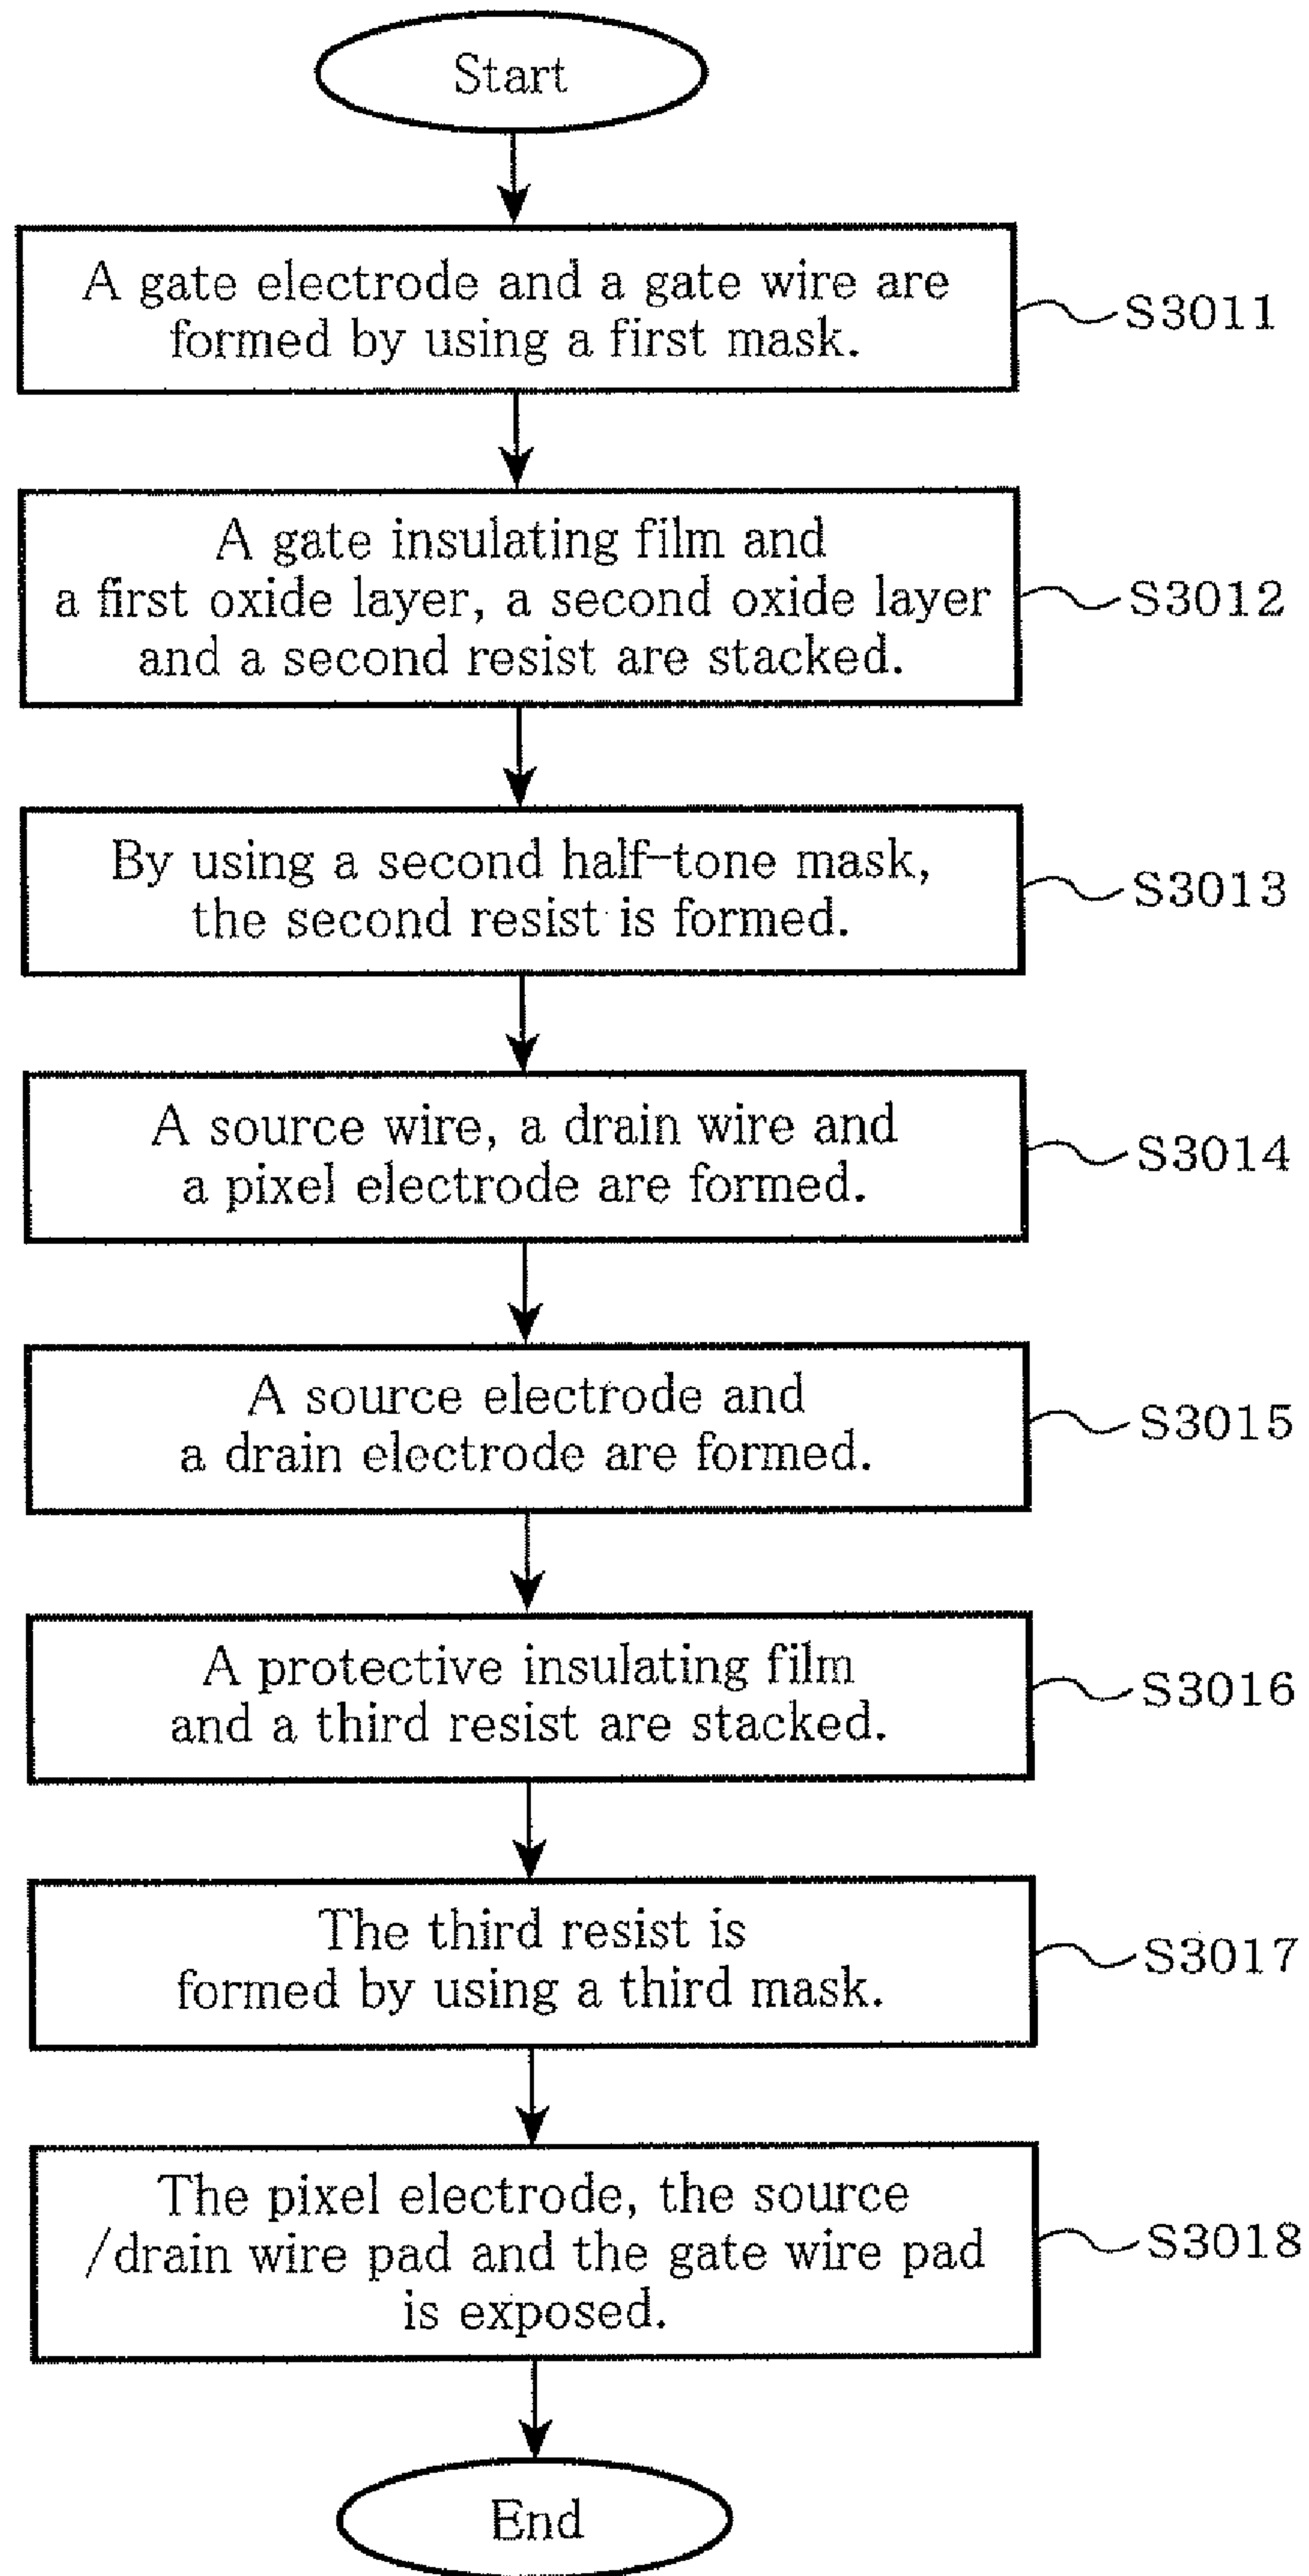 Start
A gate electrode and a gate wire are
formed by using a first mask.
S3011
A gate insulating film and
a first oxide layer, a second oxide layer
and a second resist are stacked.
S3012
By using a second half-tone mask,
the second resist is formed.
S3013
A source wire, a drain wire and
a pixel electrode are formed.
S3014
A source electrode and
a drain electrode are formed.
S3015
A protective insulating film
and a third resist are stacked.
S3016
The third resist is
formed by using a third mask.
S3017
The pixel electrode, the source
/drain wire pad and the gate wire pad
is exposed.
S3018
End